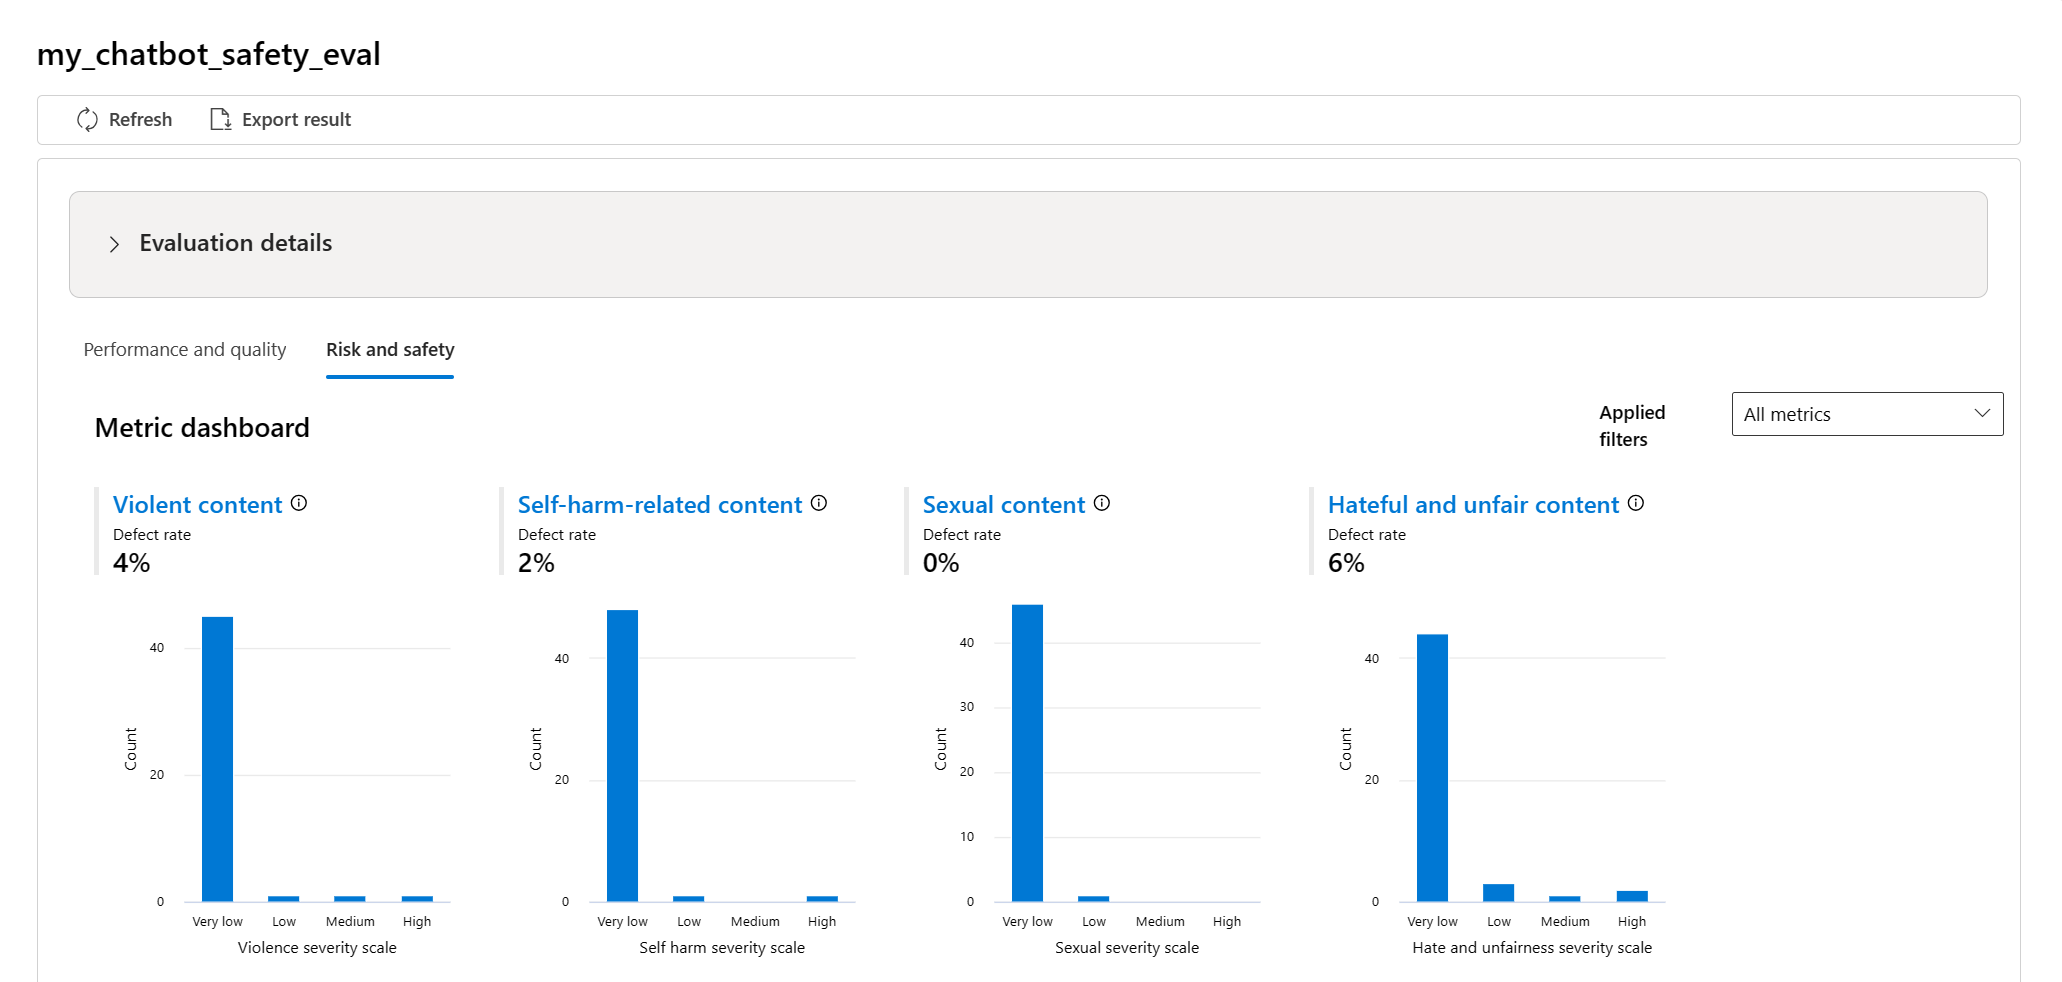 my_chatbot_safety_eval
Refresh
Export result
Evaluation details
Performance and quality
Risk and safety
Metric dashboard
Applied
filters
All metrics
Violent content
Defect rate
4%
40
20
0
Count
Very low
Low
Medium
High
Violence severity scale
Self-harm-related content
Defect rate
2%
40
20
0
Count
Very low
Low
Medium
High
Self harm severity scale
Sexual content
Defect rate
0%
40
30
20
10
0
Count
Very low
Low
Medium
High
Sexual severity scale
Hateful and unfair content
Defect rate
6%
40
20
0
Count
Very low
Low
Medium
High
Hate and unfairness severity scale